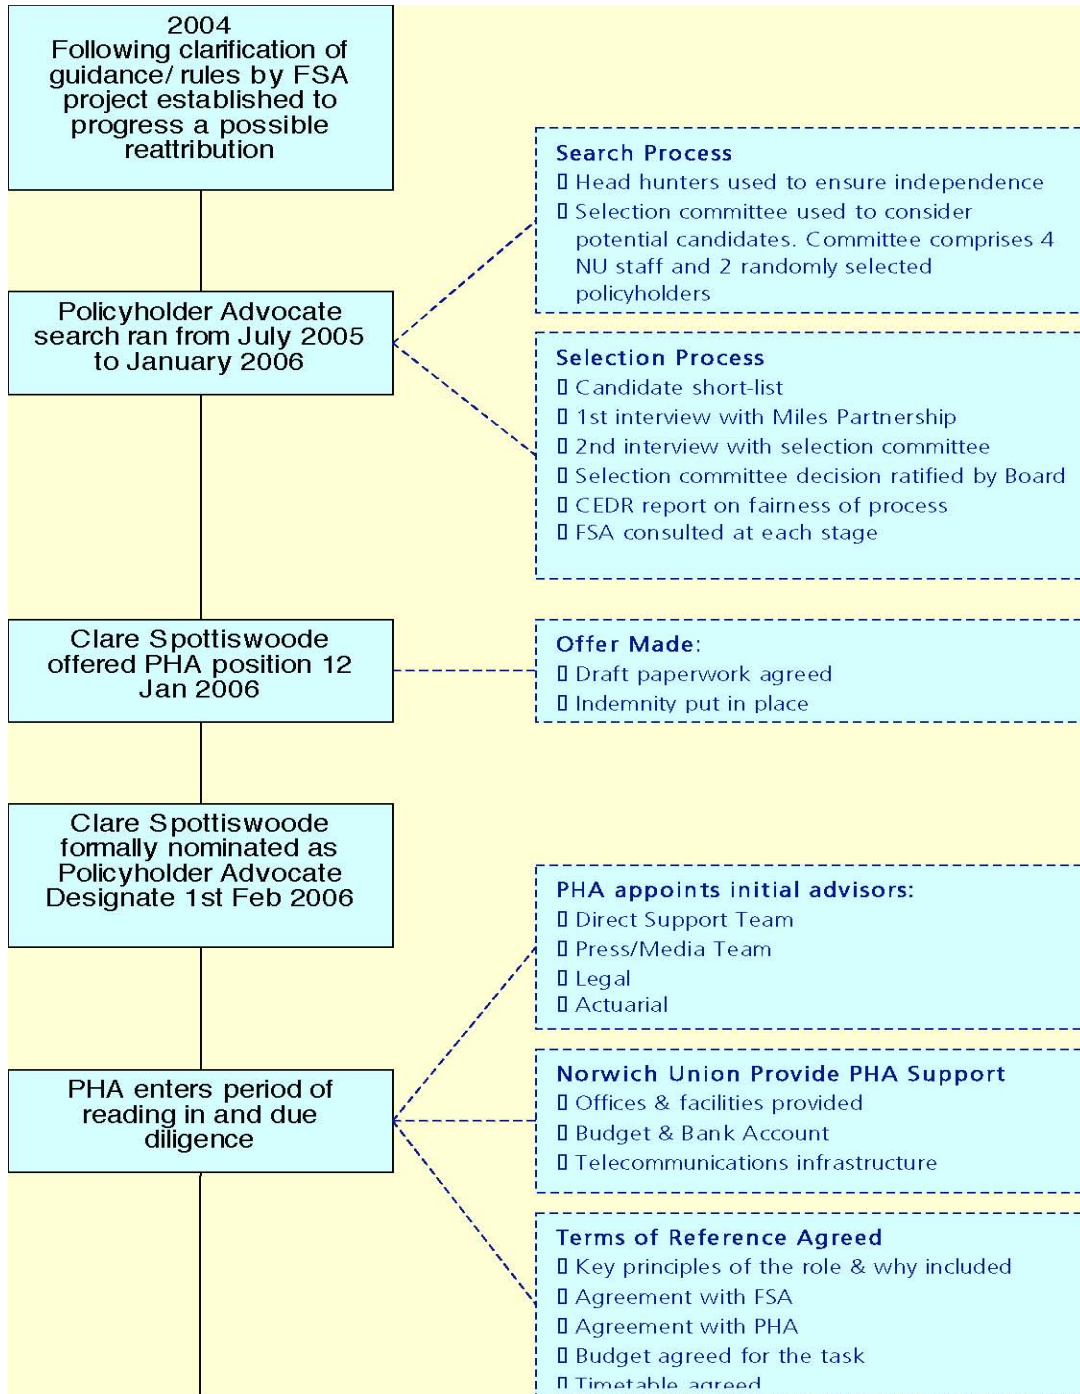 2004
Following clarification of
guidance/ rules by FSA
project established to
progress a possible
reattribution
Search Process
Head hunters used to ensure independence
Selection committee used to consider
potential candidates. Committee comprises 4
NU staff and 2 randomly selected
policyholders
Policyholder Advocate
search ran from July 2005
to January 2006
Selection Process
Candidate short-list
1st interview with Miles Partnership
2nd interview with selection committee
Selection committee decision ratified by Board
CEDR report on fairness of process
FSA consulted at each stage
Clare Spottiswoode
offered PHA position 12
Jan 2006
Offer Made:
Draft paperwork agreed
Indemnity put in place
Clare Spottiswoode
formally nominated as
Policyholder Advocate
Designate 1st Feb 2006
PHA appoints initial advisors:
Direct Support Team
Press/Media Team
Legal
Actuarial
PHA enters period of
reading in and due
diligence
Norwich Union Provide PHA Support
Offices & facilities provided
Budget & Bank Account
Telecommunications infrastructure
Terms of Reference Agreed
Key principles of the role & why included
Agreement with FSA
Agreement with PHA
Budget agreed for the task
Timetable agreed